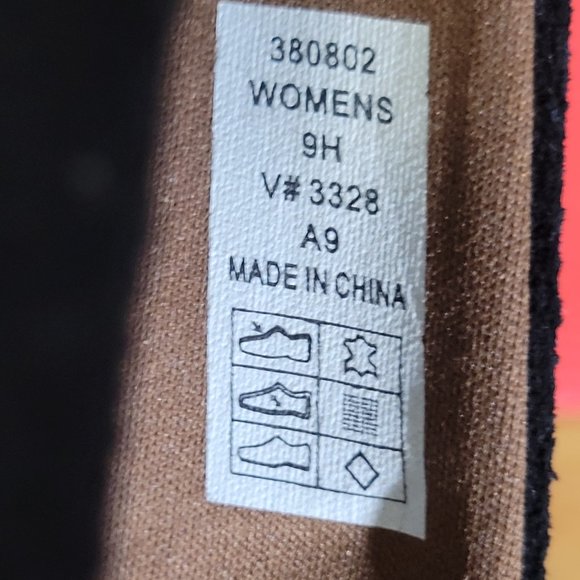 380802
WOMENS
9H
V# 3328
A9
MADE IN CHINA